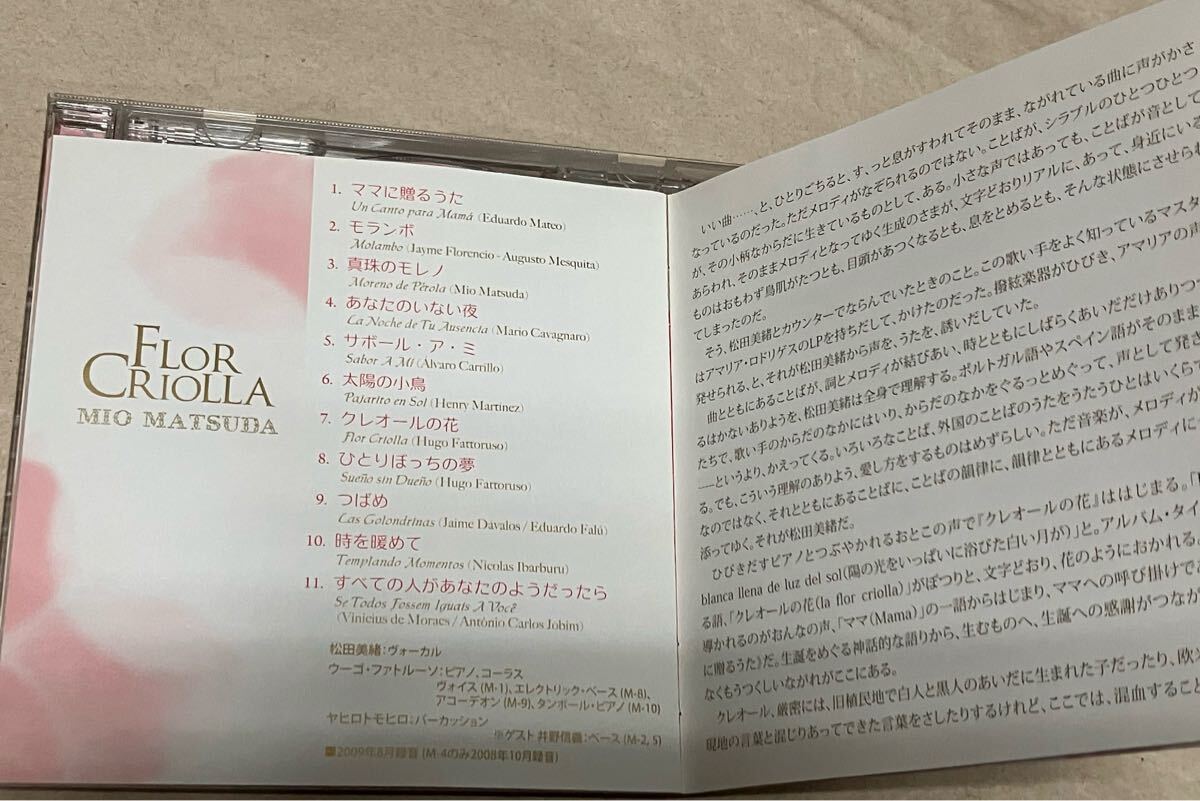 FLOR
CRIOLLA
MIO MATSUDA
1. ママに贈るうた
Un Canto para Mamá (Eduardo Mateo)
2. モランボ
Molambo (Jayme Florencio - Augusto Mesquita)
3. 真珠のモレノ
Moreno de Pérola (Mio Matsuda)
4. あなたのいない夜
La Noche de Tu Ausencia (Mario Cavagnaro)
5. サボール・ア・ミ
Sabor A Mí (Álvaro Carrillo)
6. 太陽の小鳥
Pajarito en Sol (Henry Martinez)
7. クレオールの花
Flor Criolla (Hugo Fattoruso)
8. ひとりぼっちの夢
Sueño sin Dueño (Hugo Fattoruso)
9. つばめ
Las Golondrinas (Jaime Davalos / Eduardo Falú)
10. 時を暖めて
Templando Momentos (Nicolas Ibarburu)
11. すべての人があなたのようだったら
Se Todos Fossem Iguais A Você
(Vinicius de Moraes / Antônio Carlos Jobim)
松田美緒：ヴォーカル
ウーゴ・ファトルーソ：ピアノ、コーラス
ヴォイス (M-1)、エレクトリック・ベース (M-8)、
アコーデオン (M-9)、タンボール・ピアノ (M-10)
ヤヒロトモヒロ：パーカッション
※ゲスト 井野信義：ベース (M-2, 5)
■2009年8月録音 (M-4のみ2008年10月録音)
いい曲……、と、ひとりごちると、す、っと息がすわれてそのまま、ながれている曲に声がかさ
なっているのだった。ただメロディがなぞられるのではない。ことばが、シラブルのひとつひとつ
が、その小柄なからだに生きているものとして、ある。小さな声ではあっても、ことばが音として
あらわれ、そのままメロディとなってゆく生成のさまが、文字どおりリアルに、あって、身近にいる
ものはおもわず鳥肌がたつとも、目頭があつくなるとも、息をとめるとも、そんな状態にさせられ
てしまったのだ。
そう、松田美緒とカウンターでならんでいたときのこと。この歌い手をよく知っているマスタ
はアマリア・ロドリゲスのLPを持ちだして、かけたのだった。撥絃楽器がひびき、アマリアの声
発せられる、と、それが松田美緒から声を、うたを、誘いだしていた。
曲とともにあることばが、詞とメロディが結びあい、時とともにしばらくあいだだけありつ
るはかないありようを、松田美緒は全身で理解する。ポルトガル語やスペイン語がそのまま
たちで、歌い手のからだのなかにはいり、からだのなかをぐるっとめぐって、声として発さ
――というより、かえってくる。いろいろなことば、外国のことばのうたをうたうひとはいくら
る。でも、こういう理解のありよう、愛し方をするものはめずらしい。ただ音楽が、メロディが
なのではなく、それとともにあることばに、ことばの韻律に、韻律とともにあるメロディに
添ってゆく。それが松田美緒だ。
ひびきだすピアノとつぶやかれるおとこの声で『クレオールの花』ははじまる。「
blanca llena de luz del sol(陽の光をいっぱいに浴びた白い月が)」と。アルバム・タイ
る語、「クレオールの花(la flor criolla)」がぽつりと、文字どおり、花のようにおかれる。
導かれるのがおんなの声、「ママ(Mama)」の一語からはじまり、ママへの呼び掛けであ
に贈るうた》だ。生誕をめぐる神話的な語りから、生むものへ、生誕への感謝がつなが
なくもうつくしいながれがここにある。
クレオール、厳密には、旧植民地で白人と黒人のあいだに生まれた子だったり、欧米
現地の言葉と混じりあってできた言葉をさしたりするけれど、ここでは、混血すること